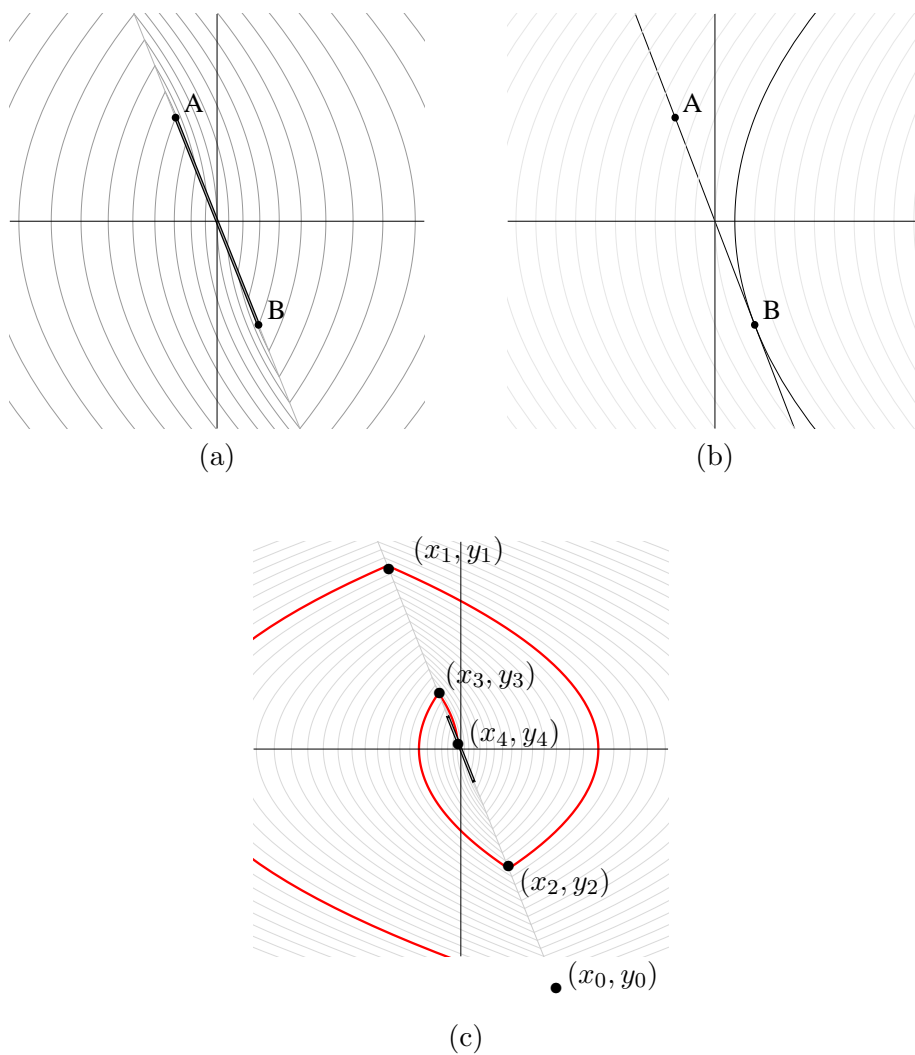 A
B
(a)
A
B
(b)
(x₁, y₁)
(x₃, y₃)
(x₄, y₄)
(x₂, y₂)
(x₀, y₀)
(c)